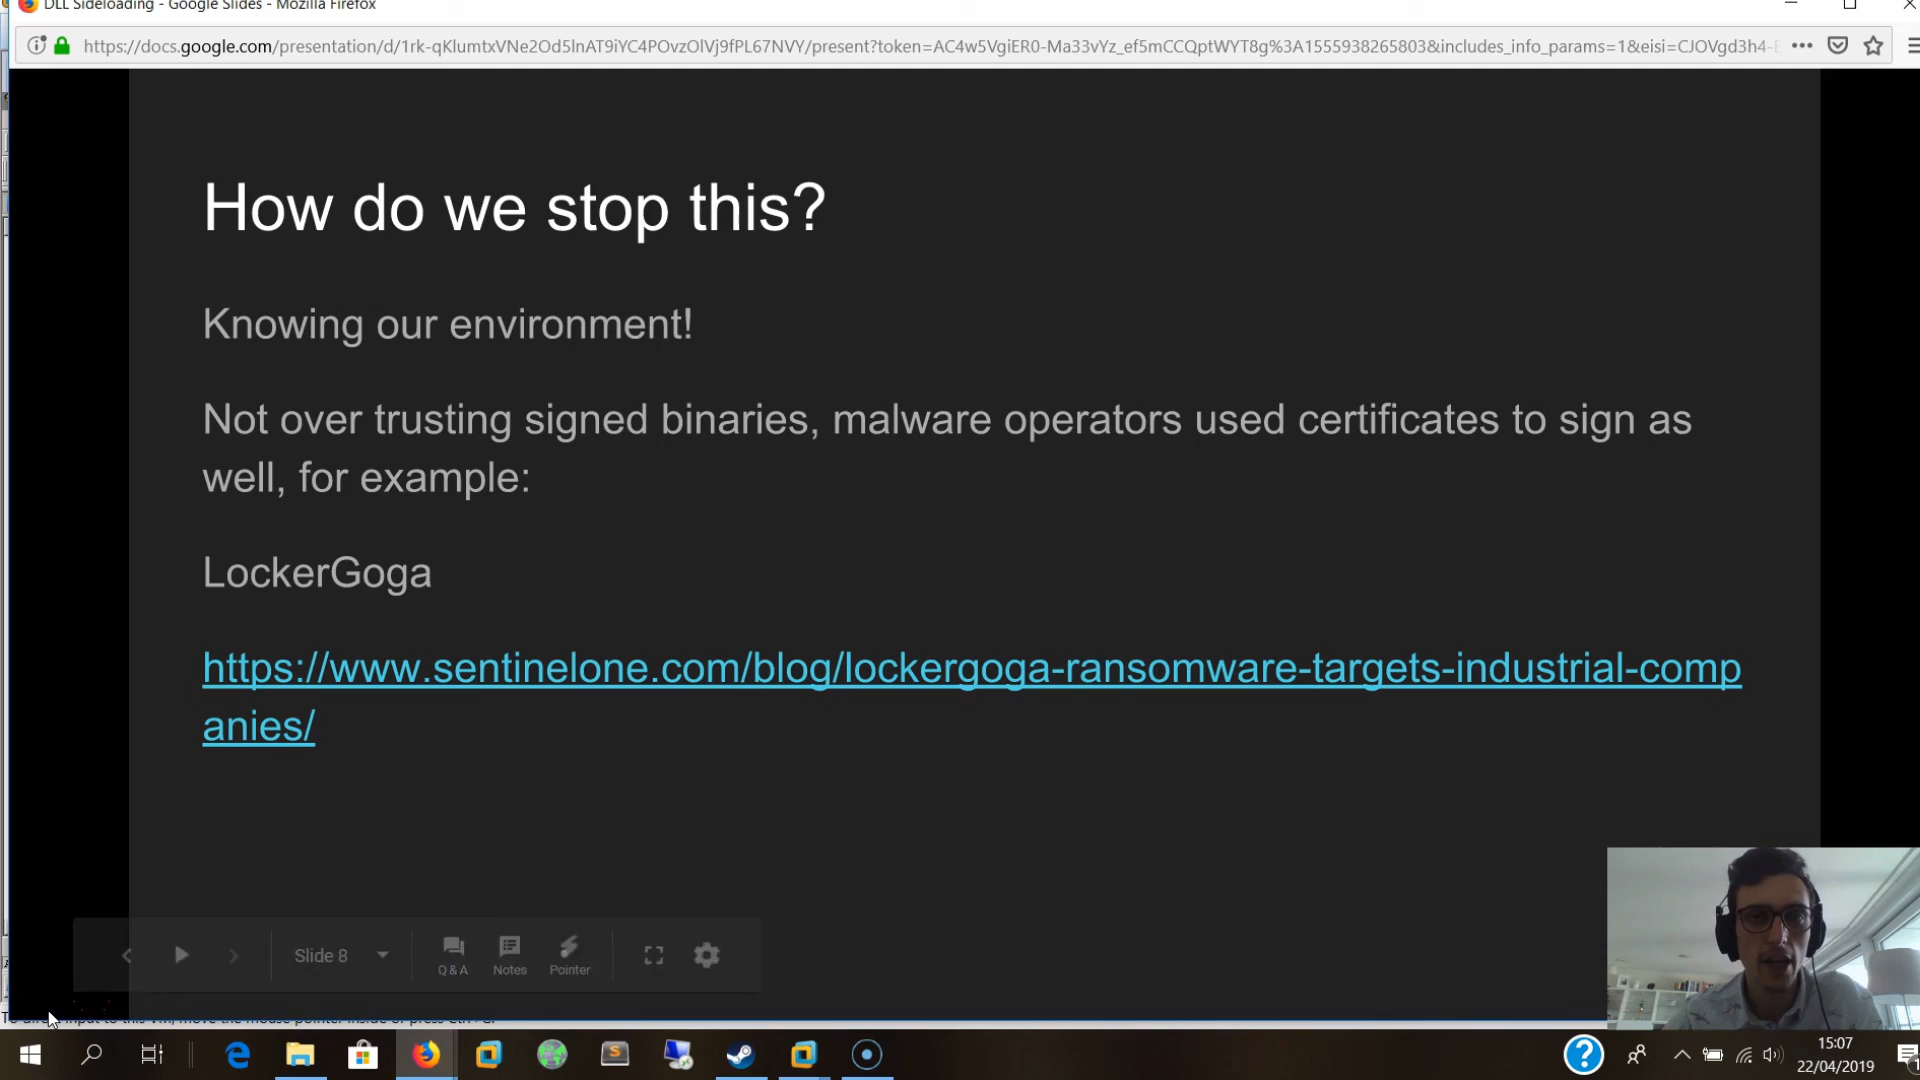 DLL Sideloading - Google Slides - Mozilla Firefox
https://docs.google.com/presentation/d/1rk-qKlumtxVNe2Od5lnAT9iYC4POvzOlVj9fPL67NVY/present?token=AC4w5VgiER0-Ma33vYz_ef5mCCQptWYT8g%3A1555938265803&includes_info_params=1&eisi=CJOVgd3h4-
How do we stop this?
Knowing our environment!
Not over trusting signed binaries, malware operators used certificates to sign as
well, for example:
LockerGoga
https://www.sentinelone.com/blog/lockergoga-ransomware-targets-industrial-comp
anies/
Slide 8
Q&A
Notes
Pointer
15:07
22/04/2019